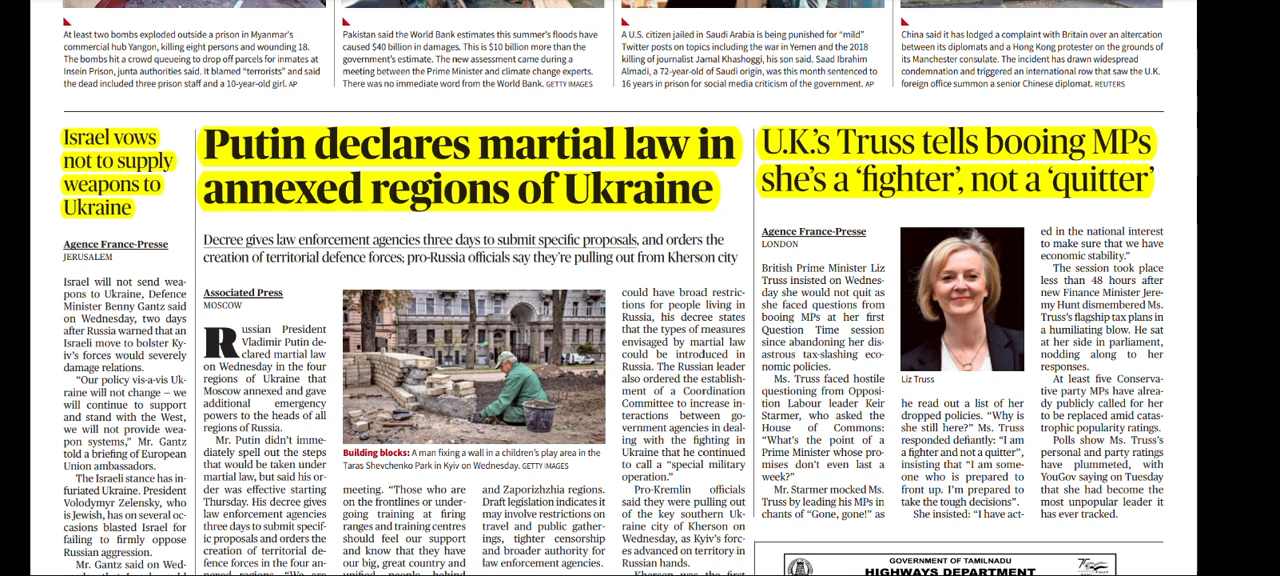 At least two bombs exploded outside a prison in Myanmar's
commercial hub Yangon, killing eight persons and wounding 18.
The bombs hit a crowd queueing to drop off parcels for inmates at
Insein Prison, junta authorities said. It blamed "terrorists" and said
the dead included three prison staff and a 10-year-old girl. AP
Pakistan said the World Bank estimates this summer's floods have
caused $40 billion in damages. This is $10 billion more than the
government's estimate. The new assessment came during a
meeting between the Prime Minister and climate change experts.
There was no immediate word from the World Bank. GETTY IMAGES
A U.S. citizen jailed in Saudi Arabia is being punished for "mild"
Twitter posts on topics including the war in Yemen and the 2018
killing of journalist Jamal Khashoggi, his son said. Saad Ibrahim
Almadi, a 72-year-old of Saudi origin, was this month sentenced to
16 years in prison for social media criticism of the government. AP
China said it has lodged a complaint with Britain over an altercation
between its diplomats and a Hong Kong protester on the grounds of
its Manchester consulate. The incident has drawn widespread
condemnation and triggered an international row that saw the U.K.
foreign office summon a senior Chinese diplomat. REUTERS
Israel vows
not to supply
weapons to
Ukraine
Agence France-Presse
JERUSALEM
Israel will not send wea-
pons to Ukraine, Defence
Minister Benny Gantz said
on Wednesday, two days
after Russia warned that an
Israeli move to bolster Ky-
iv's forces would severely
damage relations.
"Our policy vis-a-vis Uk-
raine will not change – we
will continue to support
and stand with the West,
we will not provide wea-
pon systems," Mr. Gantz
told a briefing of European
Union ambassadors.
The Israeli stance has in-
furiated Ukraine. President
Volodymyr Zelensky, who
is Jewish, has on several oc-
casions blasted Israel for
failing to firmly oppose
Russian aggression.
Mr. Gantz said on Wed-
Putin declares martial law in
annexed regions of Ukraine
Decree gives law enforcement agencies three days to submit specific proposals, and orders the
creation of territorial defence forces; pro-Russia officials say they're pulling out from Kherson city
Associated Press
MOSCOW
Russian President
Vladimir Putin de-
clared martial law
on Wednesday in the four
regions of Ukraine that
Moscow annexed and gave
additional emergency
powers to the heads of all
regions of Russia.
Mr. Putin didn't imme-
diately spell out the steps
that would be taken under
martial law, but said his or-
der was effective starting
Thursday. His decree gives
law enforcement agencies
three days to submit specif-
ic proposals and orders the
creation of territorial de-
fence forces in the four an-
Building blocks: A man fixing a wall in a children's play area in the
Taras Shevchenko Park in Kyiv on Wednesday. GETTY IMAGES
meeting. "Those who are
on the frontlines or under-
going training at firing
ranges and training centres
should feel our support
and know that they have
our big, great country and
and Zaporizhzhia regions.
Draft legislation indicates it
may involve restrictions on
travel and public gather-
ings, tighter censorship
and broader authority for
law enforcement agencies.
could have broad restric-
tions for people living in
Russia, his decree states
that the types of measures
envisaged by martial law
could be introduced in
Russia. The Russian leader
also ordered the establish-
ment of a Coordination
Committee to increase in-
teractions between go-
vernment agencies in deal-
ing with the fighting in
Ukraine that he continued
to call a "special military
operation."
Pro-Kremlin officials
said they were pulling out
of the key southern Uk-
raine city of Kherson on
Wednesday, as Kyiv's forc-
es advanced on territory in
Russian hands.
U.K.'s Truss tells booing MPs
she's a 'fighter', not a 'quitter'
Agence France-Presse
LONDON
British Prime Minister Liz
Truss insisted on Wednes-
day she would not quit as
she faced questions from
booing MPs at her first
Question Time session
since abandoning her dis-
astrous tax-slashing eco-
nomic policies.
Ms. Truss faced hostile
questioning from Opposi-
tion Labour leader Keir
Starmer, who asked the
House of Commons:
"What's the point of a
Prime Minister whose pro-
mises don't even last a
week?"
Mr. Starmer mocked Ms.
Truss by leading his MPs in
chants of "Gone, gone!" as
Liz Truss
he read out a list of her
dropped policies. "Why is
she still here?" Ms. Truss
responded defiantly: "I am
a fighter and not a quitter",
insisting that "I am some-
one who is prepared to
front up. I'm prepared to
take the tough decisions".
She insisted: "I have act-
ed in the national interest
to make sure that we have
economic stability."
The session took place
less than 48 hours after
new Finance Minister Jere-
my Hunt dismembered Ms.
Truss's flagship tax plans in
a humiliating blow. He sat
at her side in parliament,
nodding along to her
responses.
At least five Conserva-
tive party MPs have alrea-
dy publicly called for her
to be replaced amid catas-
trophic popularity ratings.
Polls show Ms. Truss's
personal and party ratings
have plummeted, with
YouGov saying on Tuesday
that she had become the
most unpopular leader it
has ever tracked.
GOVERNMENT OF TAMILNADU
HIGHWAYS DEPARTMENT